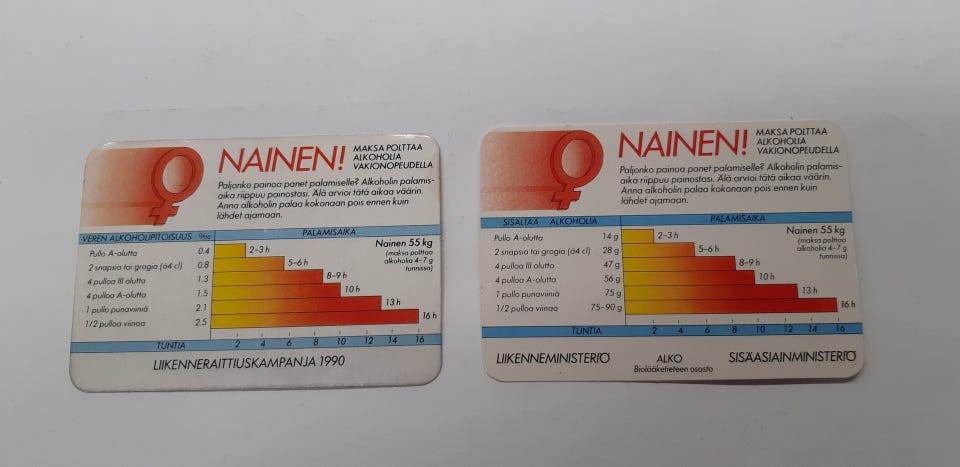 NAINEN! MAKSA POLTTAA
ALKOHOLIA
VAKIONOPEUDELLA
Paljonko painoa panet palamiselle? Alkoholin palamis-
aika riippuu painostasi. Älä arvioi tätä aikaa väärin.
Anna alkoholin palaa kokonaan pois ennen kuin
lähdet ajamaan.
VEREN ALKOHOLIPITOISUUS ‰ PALAMISAIKA
Pullo A-olutta 0.4 2–3 h
2 snapsia tai grogia (à4 cl) 0.8 5–6 h
4 pulloa III olutta 1.3 8–9 h
4 pulloa A-olutta 1.5 10 h
1 pullo punaviiniä 2.1 13 h
1/2 pulloa viinaa 2.5 16 h
Nainen 55 kg
(maksa polttaa
alkoholia 4–7 g
tunnissa)
TUNTIA 2 4 6 8 10 12 14 16
LIIKENNERAITTIUSKAMPANJA 1990
NAINEN! MAKSA POLTTAA
ALKOHOLIA
VAKIONOPEUDELLA
Paljonko painoa panet palamiselle? Alkoholin palamis-
aika riippuu painostasi. Älä arvioi tätä aikaa väärin.
Anna alkoholin palaa kokonaan pois ennen kuin
lähdet ajamaan.
SISÄLTÄÄ ALKOHOLIA PALAMISAIKA
Pullo A-olutta 14 g 2–3 h
2 snapsia tai grogia (à4 cl) 28 g 5–6 h
4 pulloa III olutta 47 g 8–9 h
4 pulloa A-olutta 56 g 10 h
1 pullo punaviiniä 75 g 13 h
1/2 pulloa viinaa 75–90 g 16 h
Nainen 55 kg
(maksa polttaa
alkoholia 4–7 g
tunnissa)
TUNTIA 2 4 6 8 10 12 14 16
LIIKENNEMINISTERIÖ ALKO SISÄASIAINMINISTERIÖ
Biolääketieteen osasto